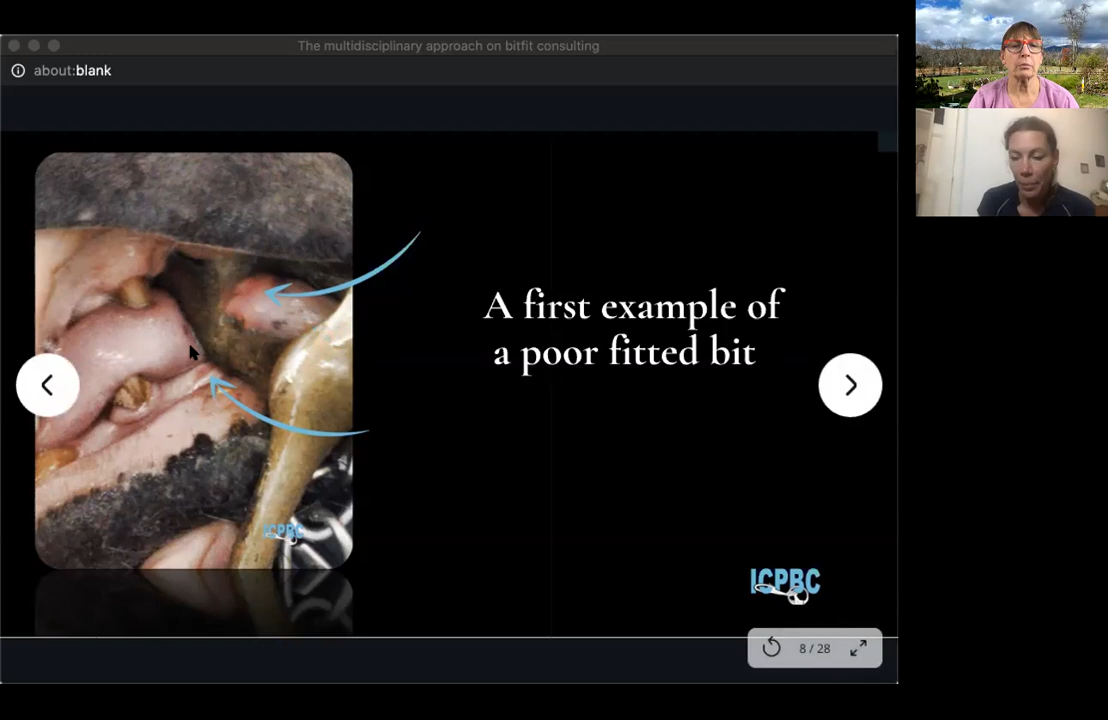 The multidisciplinary approach on bitfit consulting
about:blank
A first example of
a poor fitted bit
ICPBC
ICPBC
8 / 28